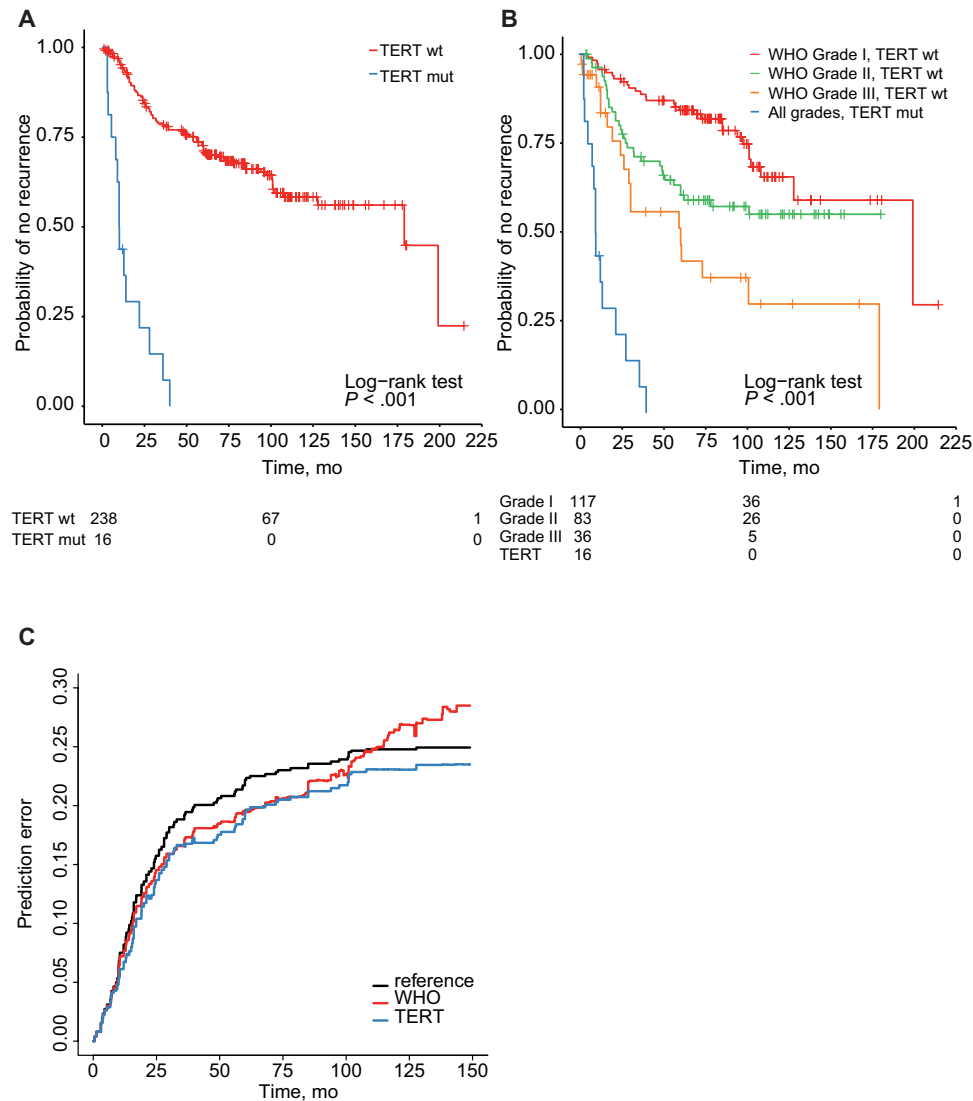 A
TERT wt
TERT mut
1.00
0.75
0.50
0.25
0.00
Probability of no recurrence
Log−rank test
P < .001
0 25 50 75 100 125 150 175 200 225
Time, mo
TERT wt 238 67 1
TERT mut 16 0 0
B
WHO Grade I, TERT wt
WHO Grade II, TERT wt
WHO Grade III, TERT wt
All grades, TERT mut
1.00
0.75
0.50
0.25
0.00
Probability of no recurrence
Log−rank test
P < .001
0 25 50 75 100 125 150 175 200 225
Time, mo
Grade I 117 36 1
Grade II 83 26 0
Grade III 36 5 0
TERT 16 0 0
C
0.30
0.25
0.20
0.15
0.10
0.05
0.00
Prediction error
reference
WHO
TERT
0 25 50 75 100 125 150
Time, mo